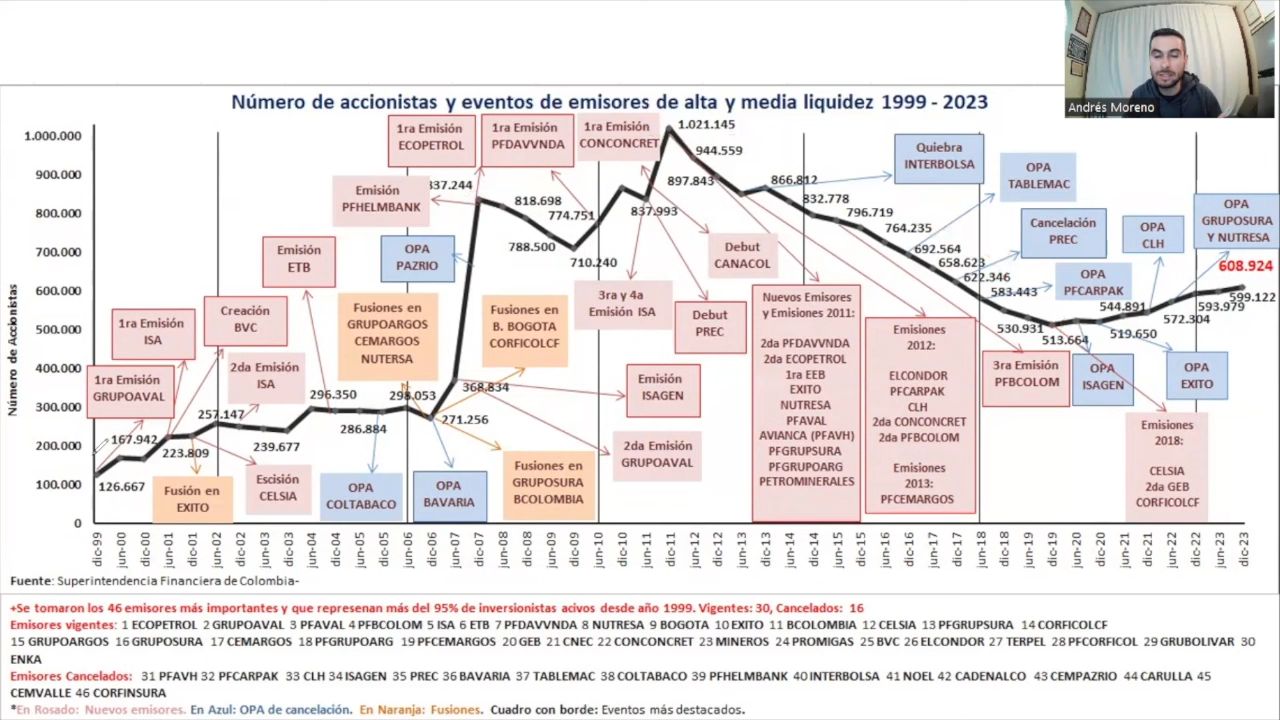 Andrés Moreno
Número de accionistas y eventos de emisores de alta y media liquidez 1999 - 2023
Número de Accionistas
1.000.000
900.000
800.000
700.000
600.000
500.000
400.000
300.000
200.000
100.000
0
1ra Emisión
GRUPOAVAL
1ra Emisión
ISA
Creación
BVC
2da Emisión
ISA
Emisión
ETB
Fusión en
EXITO
Escisión
CELSIA
OPA
COLTABACO
OPA
BAVARIA
Fusiones en
GRUPOARGOS
CEMARGOS
NUTERSA
OPA
PAZRIO
Emisión
PFHELMBANK
1ra Emisión
ECOPETROL
1ra Emisión
PFDAVVNDA
1ra Emisión
CONCONCRET
Fusiones en
B. BOGOTA
CORFICOLCF
Fusiones en
GRUPOSURA
BCOLOMBIA
3ra y 4a
Emisión ISA
Emisión
ISAGEN
2da Emisión
GRUPOAVAL
Debut
CANACOL
Debut
PREC
Nuevos Emisores
y Emisiones 2011:
2da PFDAVVNDA
2da ECOPETROL
1ra EEB
EXITO
NUTRESA
PFAVAL
AVIANCA (PFAVH)
PFGRUPSURA
PFGRUPOARG
PETROMINERALES
Emisiones
2012:
ELCONDOR
PFCARPAK
CLH
2da CONCONCRET
2da PFBCOLOM
Emisiones
2013:
PFCEMARGOS
Quiebra
INTERBOLSA
OPA
TABLEMAC
Cancelación
PREC
OPA
PFCARPAK
OPA
CLH
OPA
GRUPOSURA
Y NUTRESA
3ra Emisión
PFBCOLOM
OPA
ISAGEN
OPA
EXITO
Emisiones
2018:
CELSIA
2da GEB
CORFICOLCF
126.667
167.942
223.809
257.147
239.677
296.350
286.884
298.053
271.256
368.834
837.244
818.698
788.500
774.751
710.240
837.993
1.021.145
944.559
897.843
866.812
832.778
796.719
764.235
692.564
658.623
622.346
583.443
530.931
513.664
519.650
544.891
572.304
593.979
599.122
608.924
dic-99
jun-00
dic-00
jun-01
dic-01
jun-02
dic-02
jun-03
dic-03
jun-04
dic-04
jun-05
dic-05
jun-06
dic-06
jun-07
dic-07
jun-08
dic-08
jun-09
dic-09
jun-10
dic-10
jun-11
dic-11
jun-12
dic-12
jun-13
dic-13
jun-14
dic-14
jun-15
dic-15
jun-16
dic-16
jun-17
dic-17
jun-18
dic-18
jun-19
dic-19
jun-20
dic-20
jun-21
dic-21
jun-22
dic-22
jun-23
dic-23
Fuente: Superintendencia Financiera de Colombia-
+Se tomaron los 46 emisores más importantes y que represenan más del 95% de inversionistas acivos desde año 1999. Vigentes: 30, Cancelados: 16
Emisores vigentes: 1 ECOPETROL 2 GRUPOAVAL 3 PFAVAL 4 PFBCOLOM 5 ISA 6 ETB 7 PFDAVVNDA 8 NUTRESA 9 BOGOTA 10 EXITO 11 BCOLOMBIA 12 CELSIA 13 PFGRUPSURA 14 CORFICOLCF
15 GRUPOARGOS 16 GRUPOSURA 17 CEMARGOS 18 PFGRUPOARG 19 PFCEMARGOS 20 GEB 21 CNEC 22 CONCONCRET 23 MINEROS 24 PROMIGAS 25 BVC 26 ELCONDOR 27 TERPEL 28 PFCORFICOL 29 GRUBOLIVAR 30
ENKA
Emisores Cancelados: 31 PFAVH 32 PFCARPAK 33 CLH 34 ISAGEN 35 PREC 36 BAVARIA 37 TABLEMAC 38 COLTABACO 39 PFHELMBANK 40 INTERBOLSA 41 NOEL 42 CADENALCO 43 CEMPAZRIO 44 CARULLA 45
CEMVALLE 46 CORFINSURA
*En Rosado: Nuevos emisores. En Azul: OPA de cancelación. En Naranja: Fusiones. Cuadro con borde: Eventos más destacados.